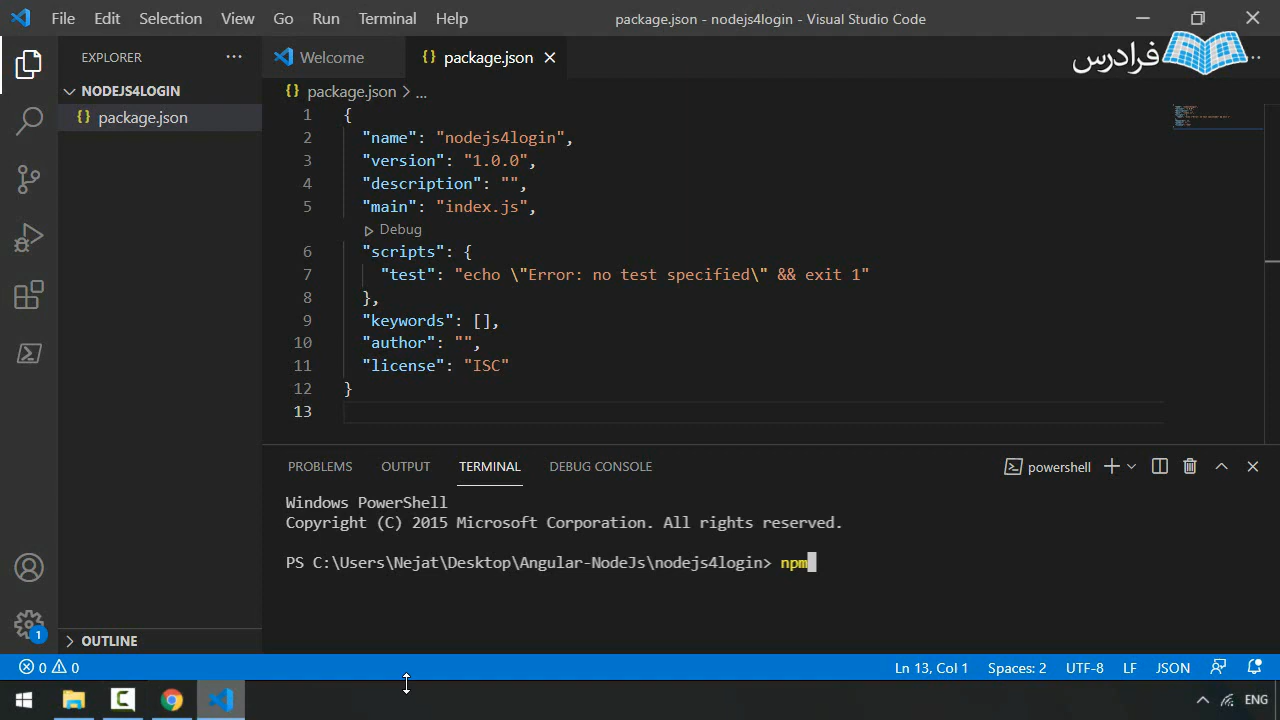 File Edit Selection View Go Run Terminal Help package.json - nodejs4login - Visual Studio Code
فرادرس
EXPLORER
NODEJS4LOGIN
package.json
OUTLINE
Welcome package.json
package.json > ...
1 {
2 "name": "nodejs4login",
3 "version": "1.0.0",
4 "description": "",
5 "main": "index.js",
Debug
6 "scripts": {
7 "test": "echo \"Error: no test specified\" && exit 1"
8 },
9 "keywords": [],
10 "author": "",
11 "license": "ISC"
12 }
13
PROBLEMS OUTPUT TERMINAL DEBUG CONSOLE powershell
Windows PowerShell
Copyright (C) 2015 Microsoft Corporation. All rights reserved.
PS C:\Users\Nejat\Desktop\Angular-NodeJs\nodejs4login> npm
1
0 0 Ln 13, Col 1 Spaces: 2 UTF-8 LF JSON
ENG